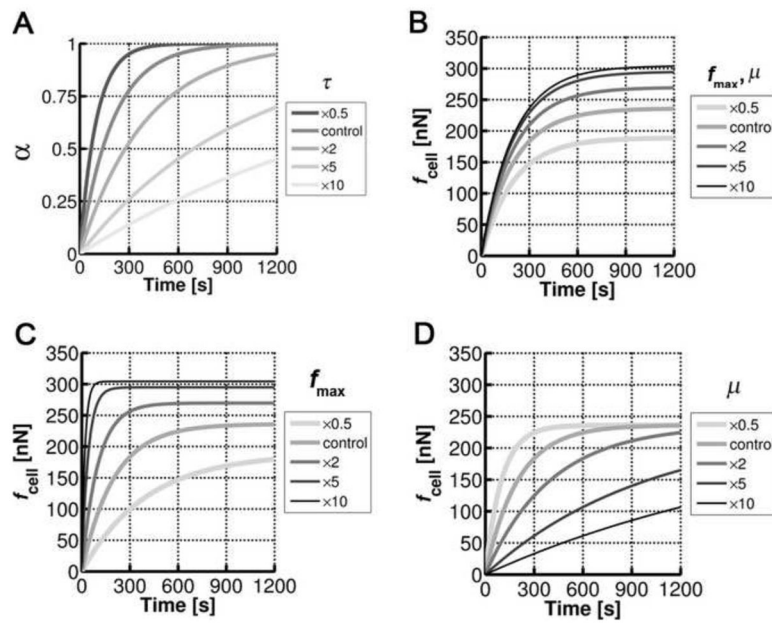 A
τ
1
0.75
0.5
0.25
0
α
0 300 600 900 1200
Time [s]
×0.5
control
×2
×5
×10
B
f max, μ
350
300
250
200
150
100
50
0
f cell [nN]
0 300 600 900 1200
Time [s]
×0.5
contro
×2
×5
×10
C
f max
350
300
250
200
150
100
50
0
f cell [nN]
0 300 600 900 1200
Time [s]
×0.5
control
×2
×5
×10
D
μ
350
300
250
200
150
100
50
0
f cell [nN]
0 300 600 900 1200
Time [s]
×0.5
contro
×2
×5
×10